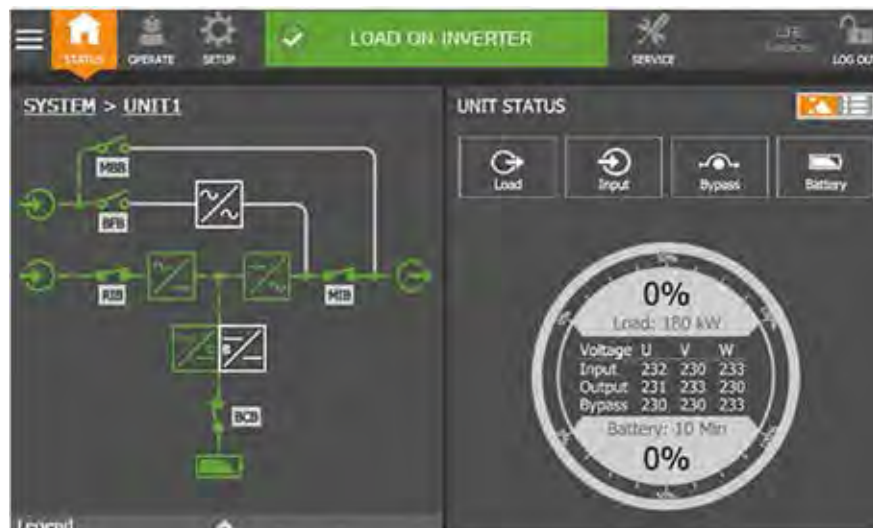 STATUS
OPERATE
SETUP
LOAD ON INVERTER
SERVICE
LIFE
LOG OUT
SYSTEM > UNIT1
MBB
BFB
RIB
MIB
BCB
Legend
UNIT STATUS
Load
Input
Bypass
Battery
0%
Load: 180 kW
Voltage U V W
Input 232 230 233
Output 231 233 230
Bypass 230 230 233
Battery: 10 Min
0%